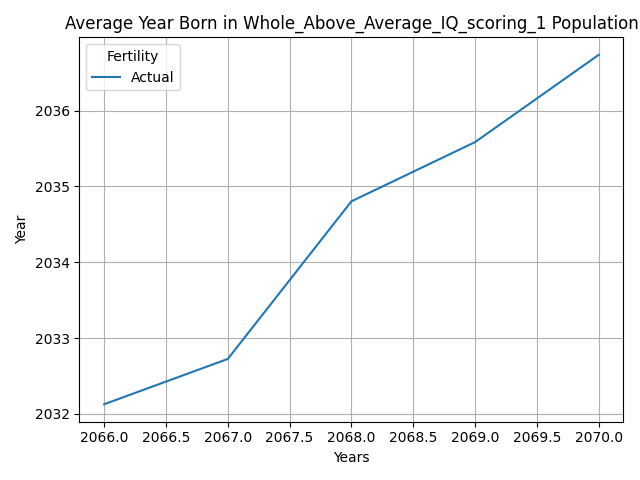 Average Year Born in Whole_Above_Average_IQ_scoring_1 Population
Fertility
Actual
2036
2035
2034
2033
2032
Year
2066.0 2066.5 2067.0 2067.5 2068.0 2068.5 2069.0 2069.5 2070.0
Years